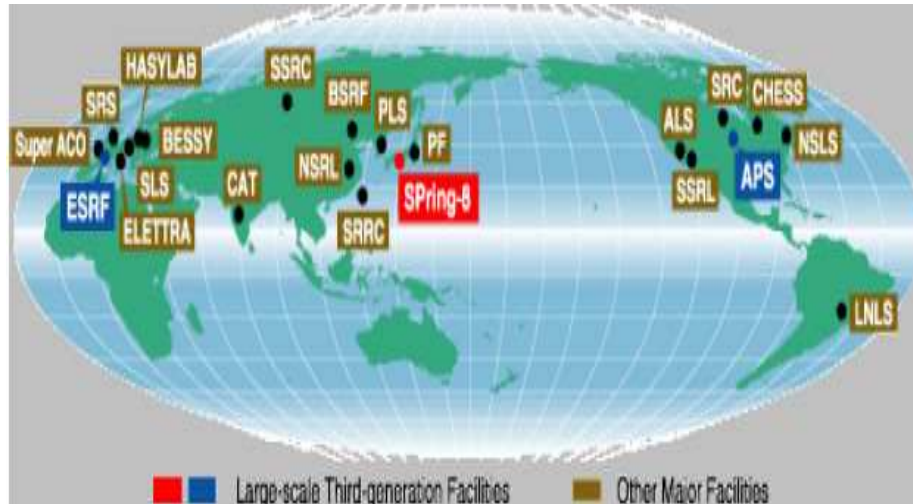 HASYLAB
SSRC
SRC
CHESS
SRS
BSRF
PLS
ALS
Super ACO
BESSY
PF
NSLS
NSRL
SPring-8
SSRL
APS
ESRF
SLS
CAT
ELETTRA
SRRC
LNLS
Large-scale Third-generation Facilities
Other Major Facilities